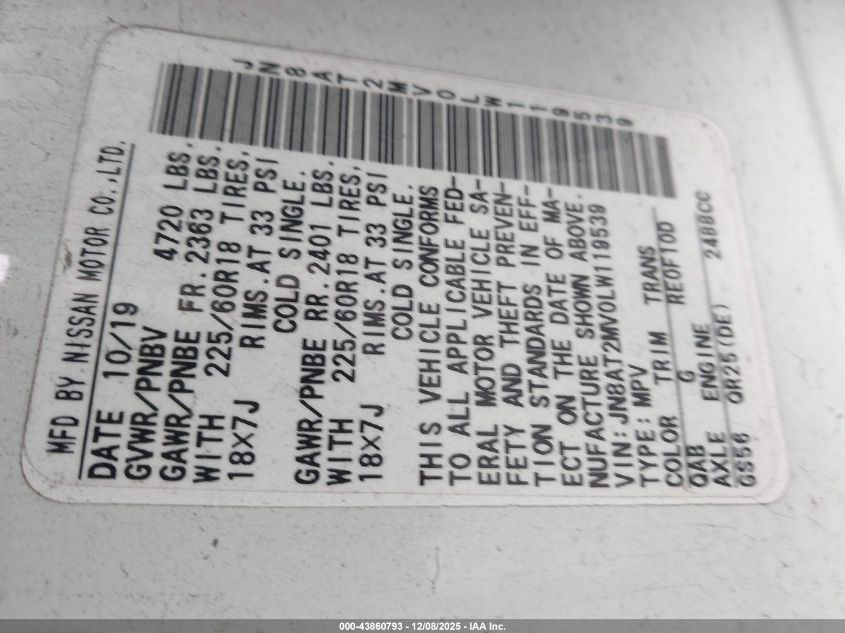 JN8AT2MV0LW119539
MFD BY NISSAN MOTOR CO.,LTD.
DATE 10/19
GVWR/PNBV 4720 LBS.
GAWR/PNBE FR.2363 LBS.
WITH 225/60R18 TIRES,
18X7J RIMS.AT 33 PSI
COLD SINGLE.
GAWR/PNBE RR.2401 LBS.
WITH 225/60R18 TIRES,
18X7J RIMS.AT 33 PSI
COLD SINGLE.
THIS VEHICLE CONFORMS
TO ALL APPLICABLE FED-
ERAL MOTOR VEHICLE SA-
FETY AND THEFT PREVEN-
TION STANDARDS IN EFF-
ECT ON THE DATE OF MA-
NUFACTURE SHOWN ABOVE.
VIN:JN8AT2MV0LW119539
TYPE: MPV
COLOR TRIM TRANS
QAB G RE0F10D
AXLE ENGINE
GS56 QR25(DE) 2488CC
000-43860793 - 12/08/2025 - IAA Inc.